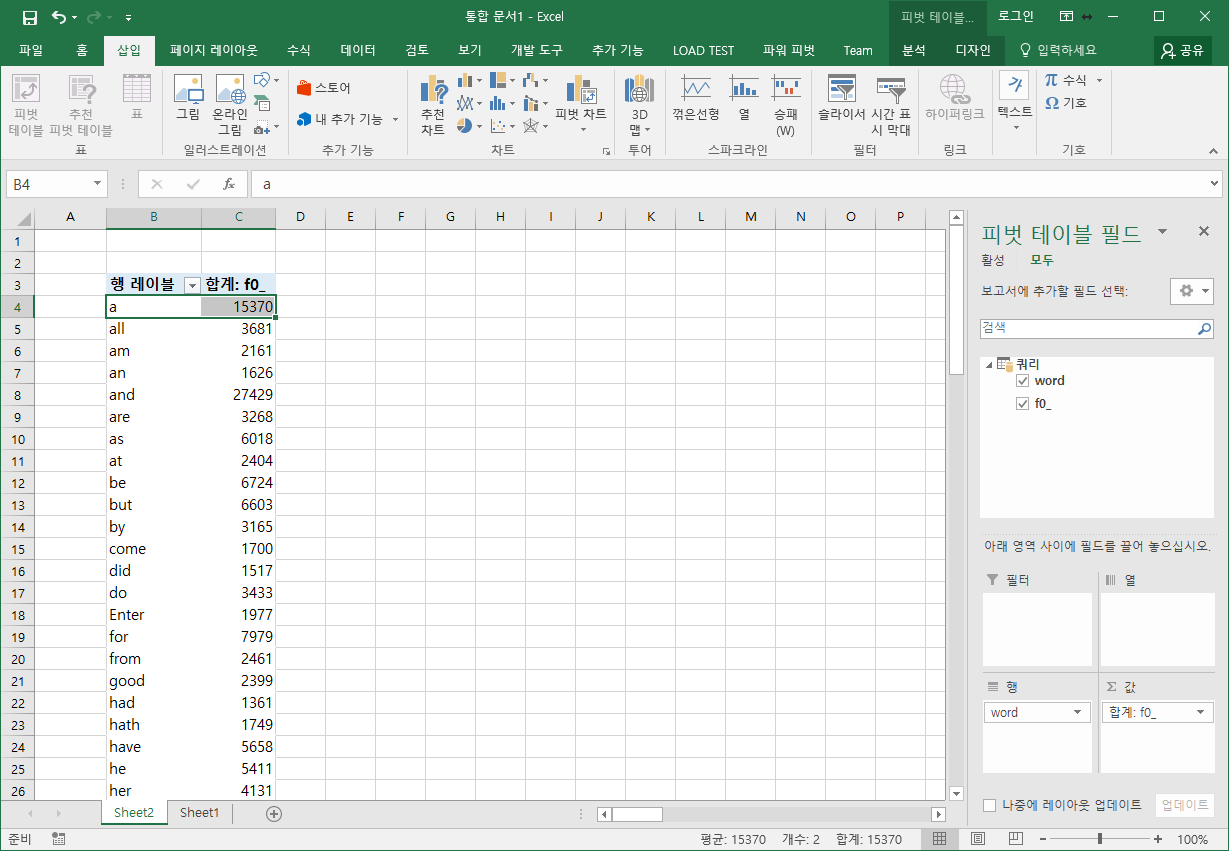 통합 문서1 - Excel
피벗 테이블...
로그인
파일 홈 삽입 페이지 레이아웃 수식 데이터 검토 보기 개발 도구 추가 기능 LOAD TEST 파워 피벗 Team 분석 디자인 입력하세요 공유
피벗 테이블
추천 피벗 테이블
표
표
그림
온라인 그림
일러스트레이션
스토어
내 추가 기능
추가 기능
추천 차트
피벗 차트
차트
3D 맵
투어
꺾은선형
열
승패 (W)
스파크라인
슬라이서
시간 표시 막대
필터
하이퍼링크
링크
텍스트
π 수식
Ω 기호
기호
B4
fx
a
A B C D E F G H I J K L M N O P
1
2
3 행 레이블 합계: f0_
4 a 15370
5 all 3681
6 am 2161
7 an 1626
8 and 27429
9 are 3268
10 as 6018
11 at 2404
12 be 6724
13 but 6603
14 by 3165
15 come 1700
16 did 1517
17 do 3433
18 Enter 1977
19 for 7979
20 from 2461
21 good 2399
22 had 1361
23 hath 1749
24 have 5658
25 he 5411
26 her 4131
피벗 테이블 필드
활성 모두
보고서에 추가할 필드 선택:
검색
쿼리
word
f0_
아래 영역 사이에 필드를 끌어 놓으십시오.
필터
열
행
Σ 값
word
합계: f0_
나중에 레이아웃 업데이트
업데이트
Sheet2 Sheet1
준비
평균: 15370 개수: 2 합계: 15370
100%